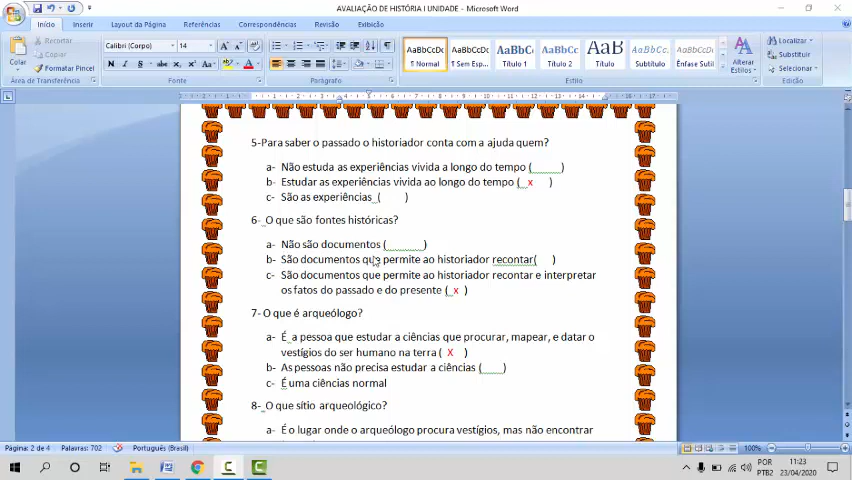 AVALIAÇÃO DE HISTÓRIA I UNIDADE - Microsoft Word
Início Inserir Layout da Página Referências Correspondências Revisão Exibição
Colar
Recortar
Copiar
Formatar Pincel
Área de Transferência
Calibri (Corpo) 14
Fonte
Parágrafo
AaBbCcDc AaBbCcDc AaBbC AaBbCc AaB AaBbCcL AaBbCcDc
¶ Normal ¶ Sem Esp... Título 1 Título 2 Título Subtítulo Ênfase Sutil
Estilo
Alterar Estilos
Localizar
Substituir
Selecionar
Edição
5-Para saber o passado o historiador conta com a ajuda quem?
a- Não estuda as experiências vivida a longo do tempo ( )
b- Estudar as experiências vivida ao longo do tempo ( x )
c- São as experiências ( )
6- O que são fontes históricas?
a- Não são documentos ( )
b- São documentos que permite ao historiador recontar( )
c- São documentos que permite ao historiador recontar e interpretar
os fatos do passado e do presente ( x )
7- O que é arqueólogo?
a- É a pessoa que estudar a ciências que procurar, mapear, e datar o
vestígios do ser humano na terra ( X )
b- As pessoas não precisa estudar a ciências ( )
c- É uma ciências normal
8- O que sítio arqueológico?
a- É o lugar onde o arqueólogo procura vestígios, mas não encontrar
Página: 2 de 4 Palavras: 702 Português (Brasil) 100%
POR 11:23
PTB2 23/04/2020